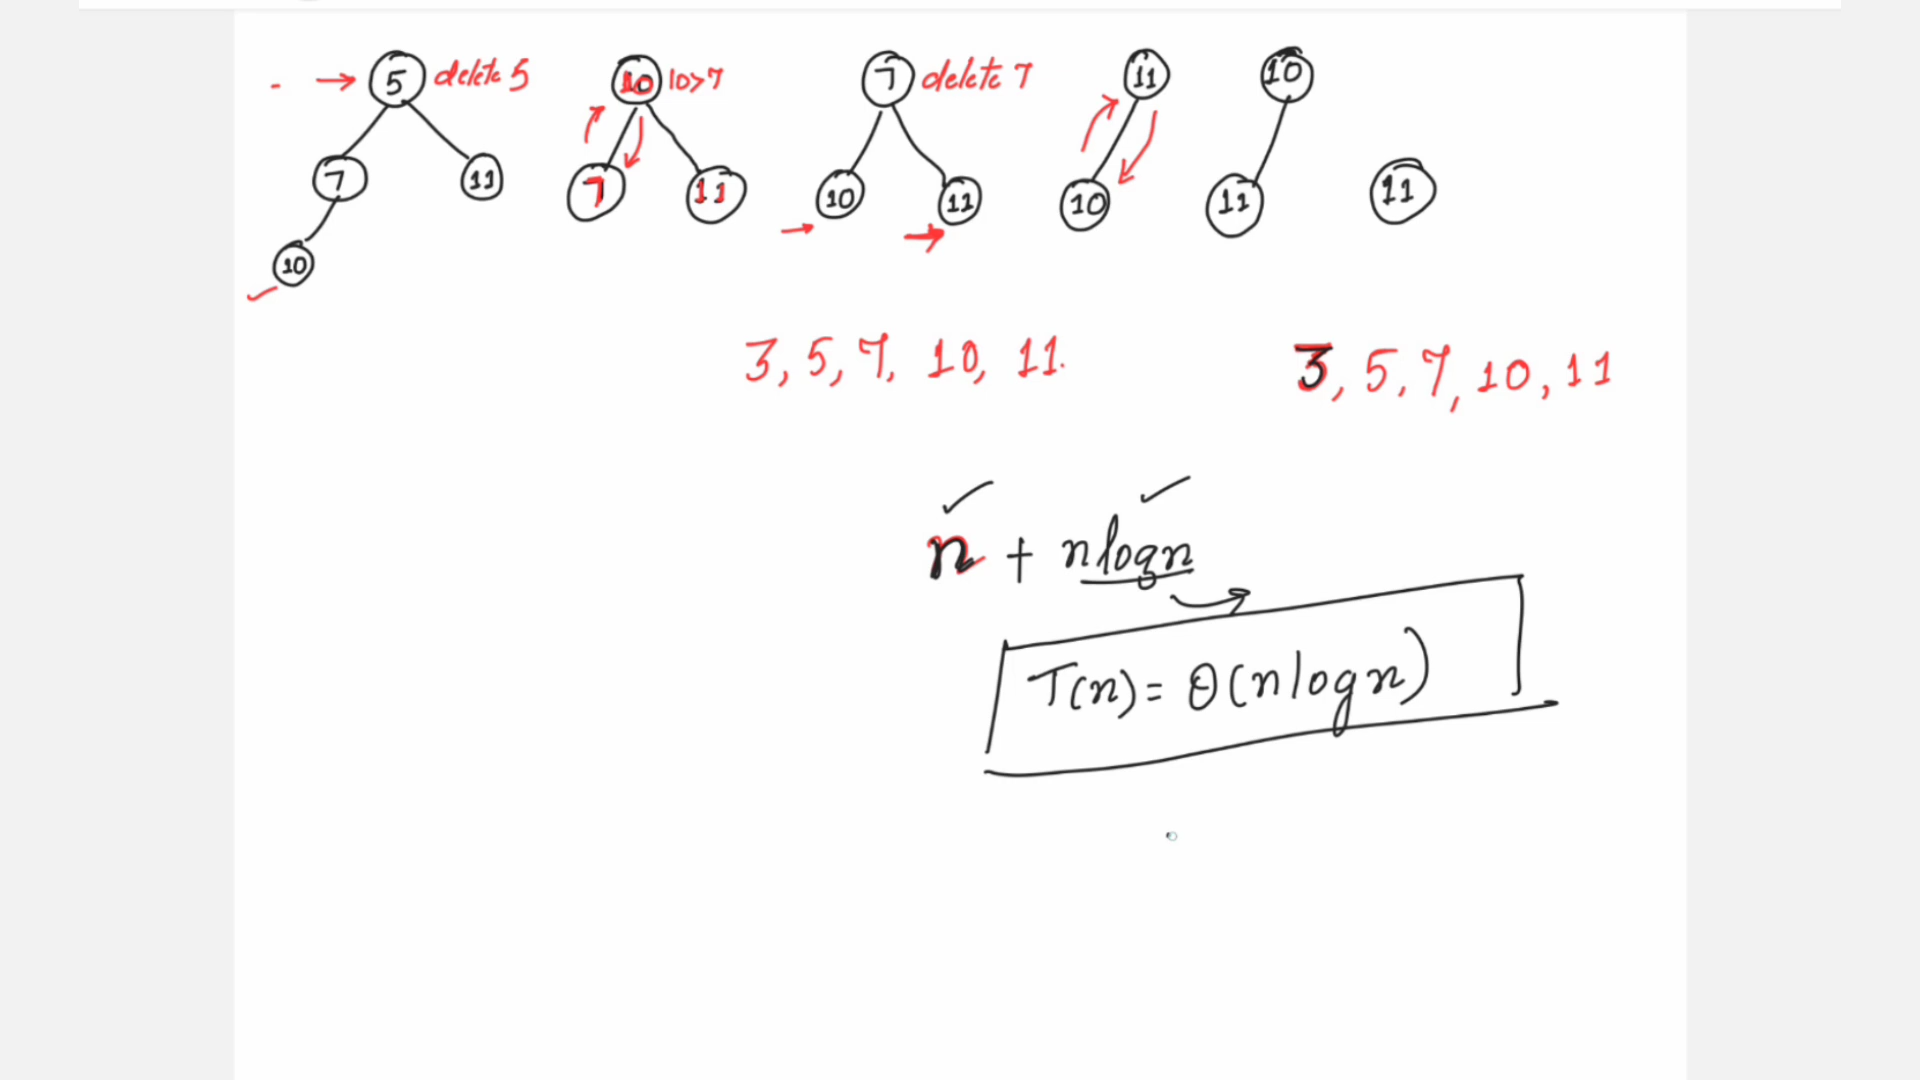 5 delete 5 10 10>7 7 delete 7 11 10
7 11 7 11 10 11 10 11 11
10
3, 5, 7, 10, 11. 3, 5, 7, 10, 11
n + nlogn
T(n) = θ(nlogn)